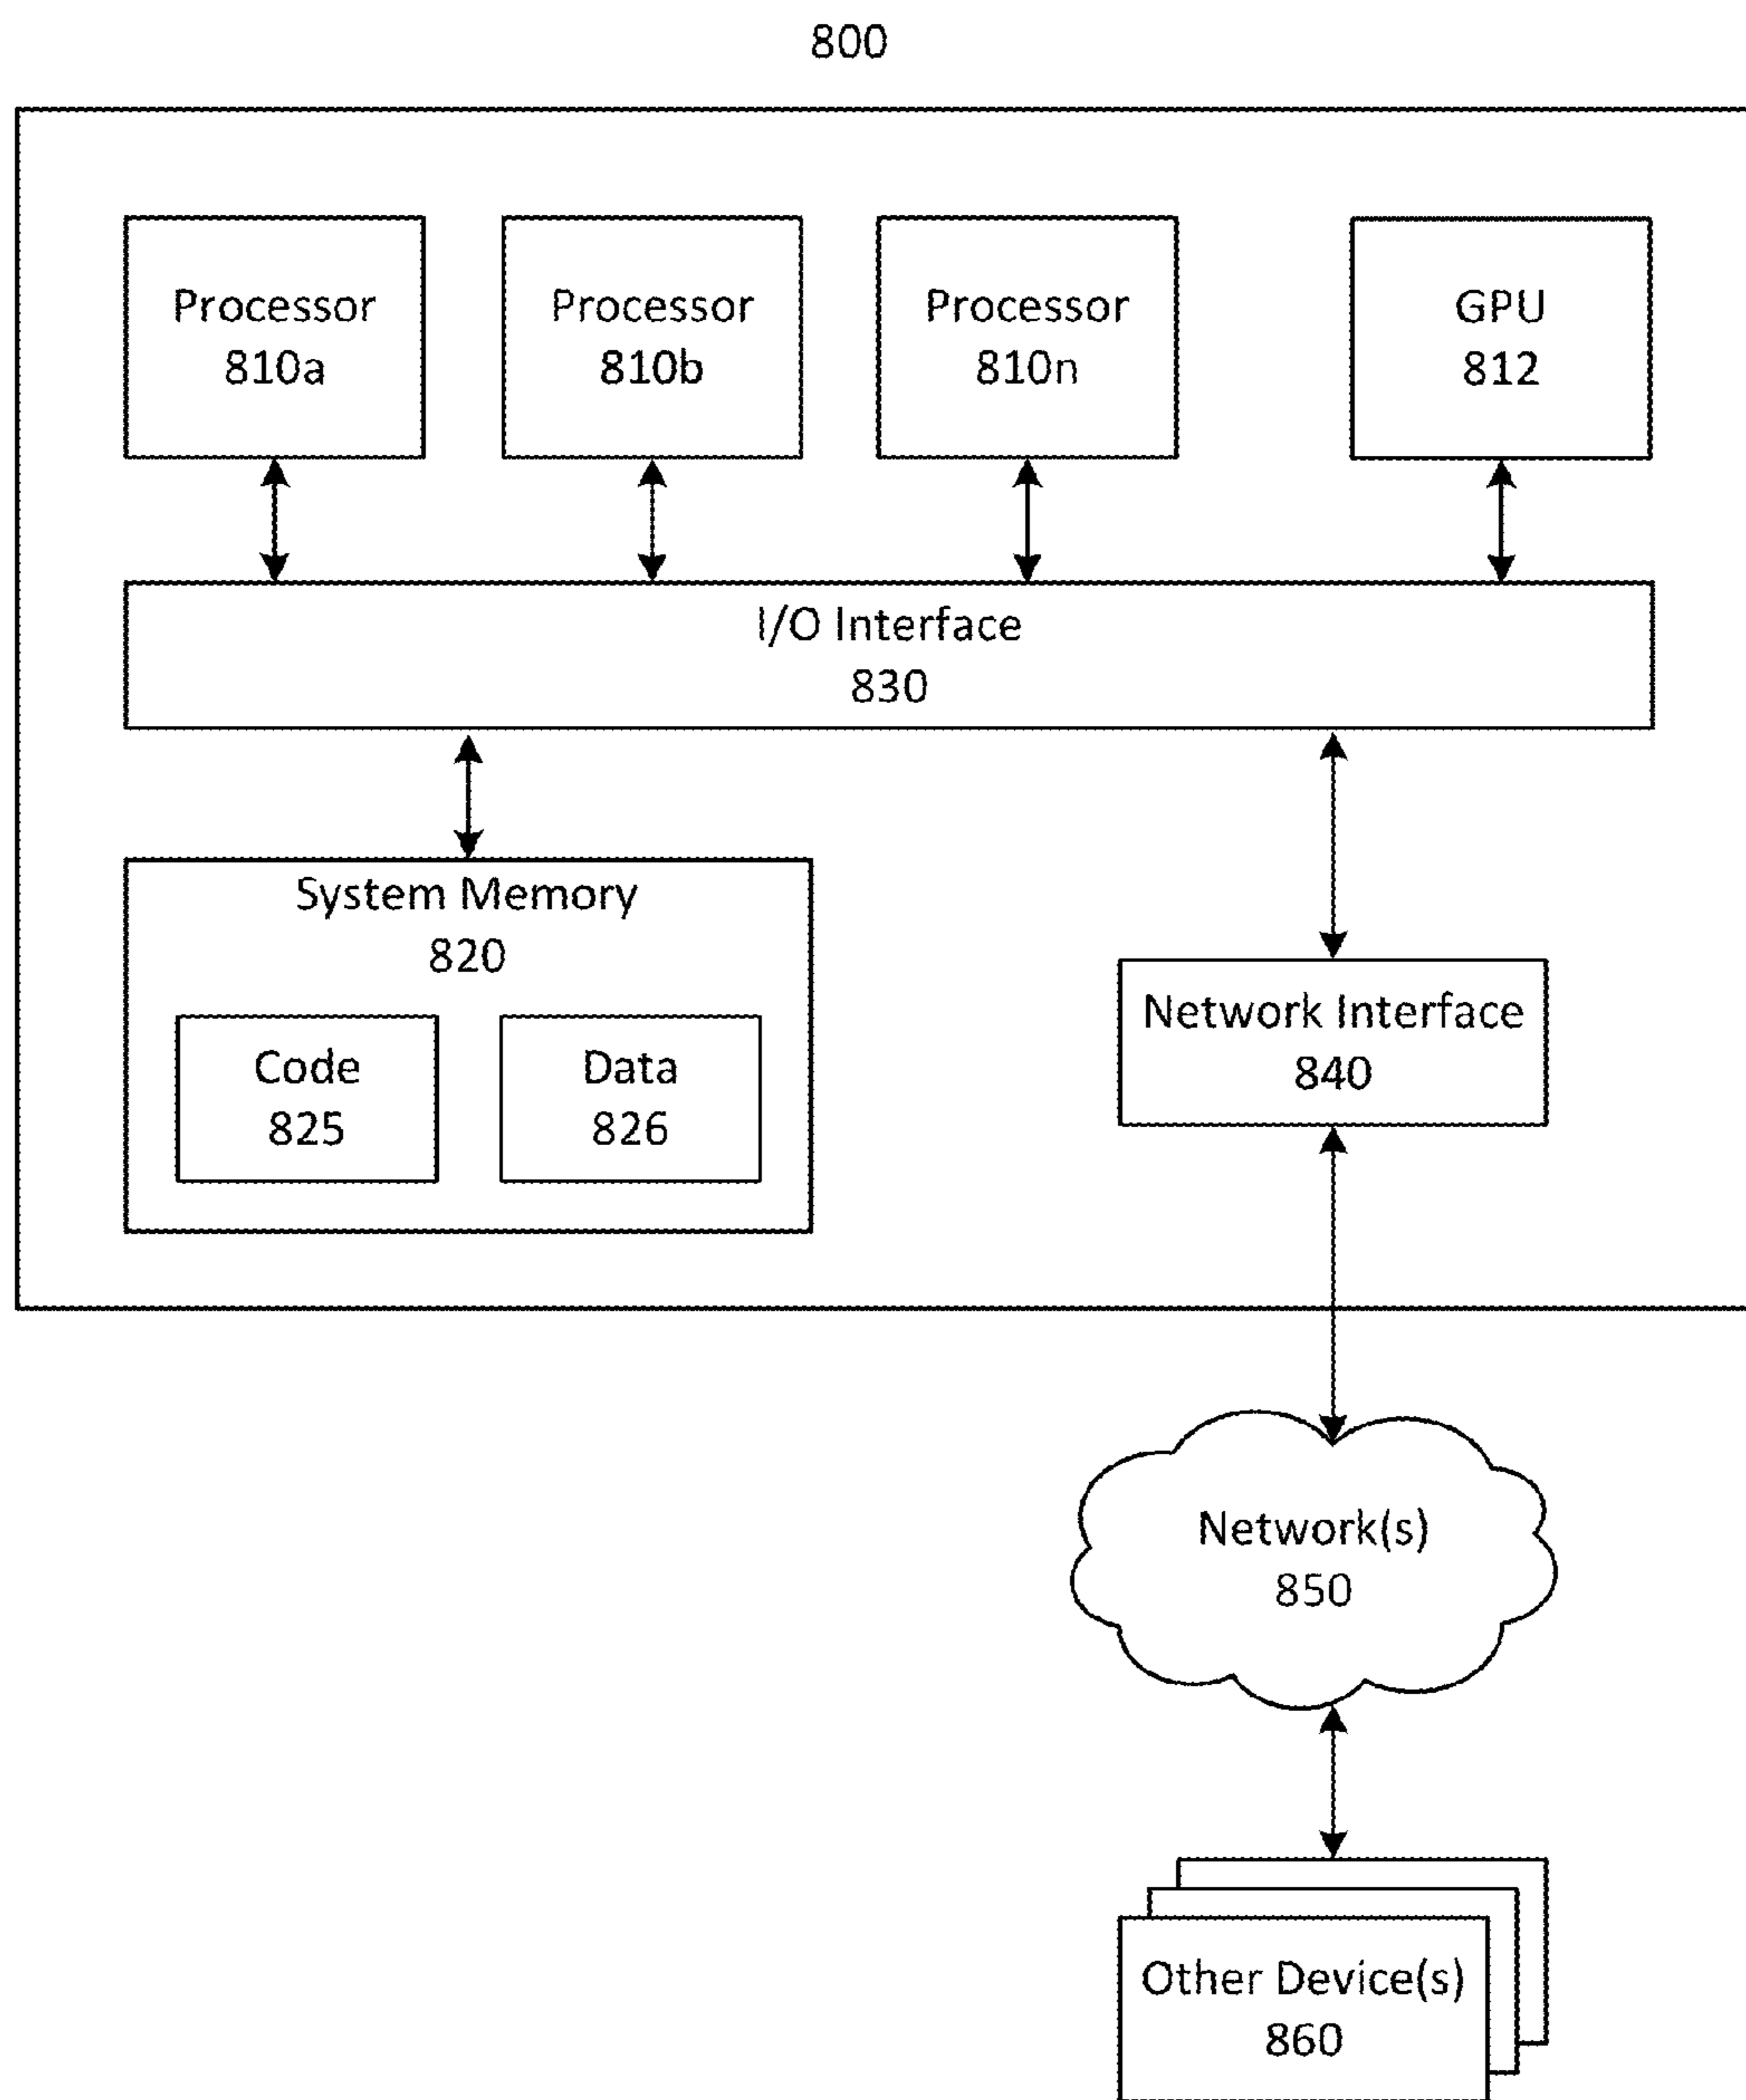 800
Processor
810a
Processor
810b
Processor
810n
GPU
812
I/O Interface
830
System Memory
820
Code
825
Data
826
Network Interface
840
Network(s)
850
Other Device(s)
860